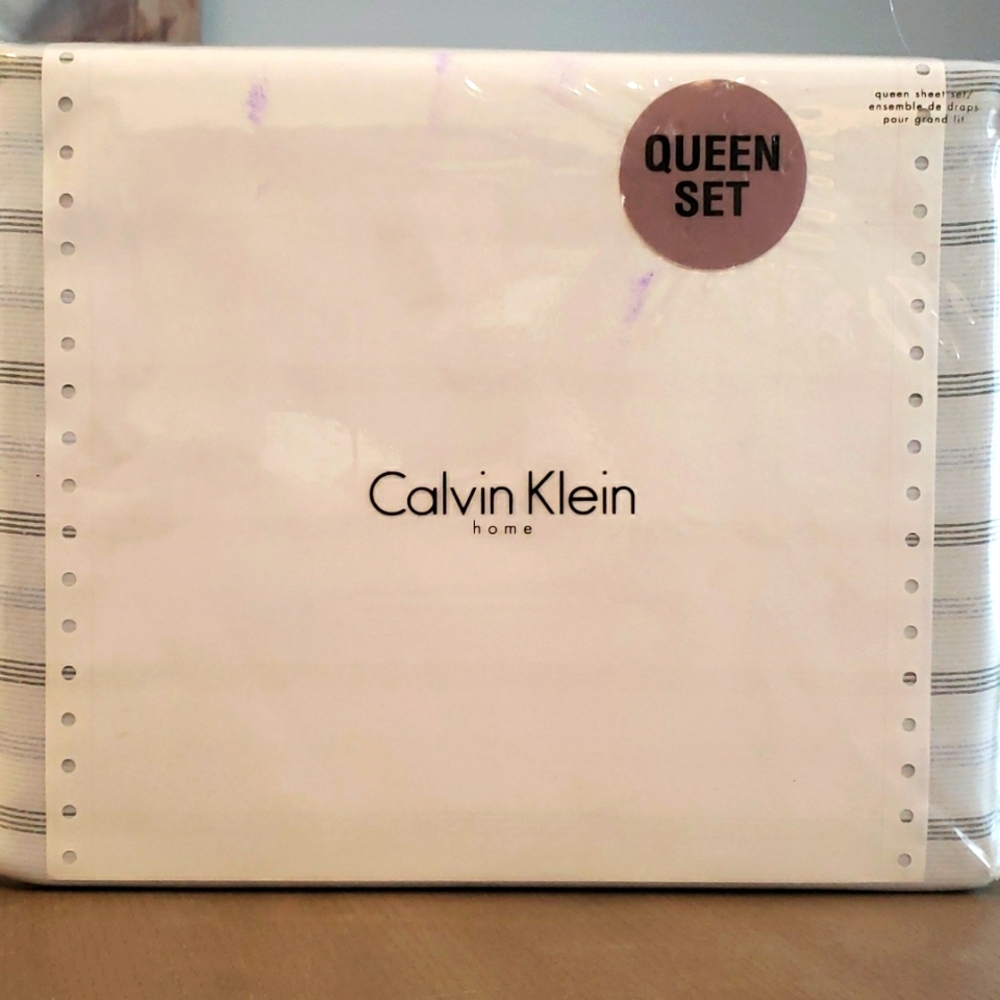 QUEEN
SET
queen sheet set/
ensemble de draps
pour grand lit
Calvin Klein
home